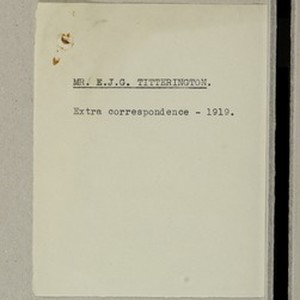 MR. E.J.G. TITTERINGTON.
Extra correspondence - 1919.